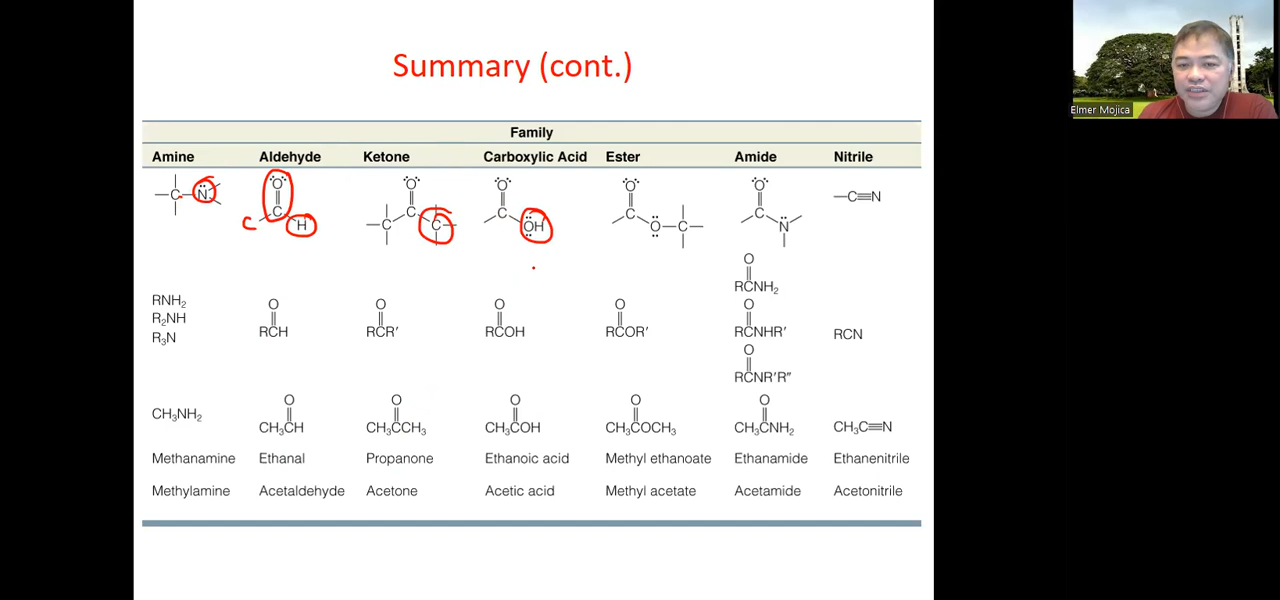 Summary (cont.)
Elmer Mojica
Family
Amine Aldehyde Ketone Carboxylic Acid Ester Amide Nitrile
O O O O O
—C—N C C C C C —C≡N
C H —C— C— OH O—C— N
O
RCNH₂
RNH₂ O O O O O
R₂NH RCH RCR′ RCOH RCOR′ RCNHR′ RCN
R₃N
O
RCNR′R″
O O O O O
CH₃NH₂ CH₃CH CH₃CCH₃ CH₃COH CH₃COCH₃ CH₃CNH₂ CH₃C≡N
Methanamine Ethanal Propanone Ethanoic acid Methyl ethanoate Ethanamide Ethanenitrile
Methylamine Acetaldehyde Acetone Acetic acid Methyl acetate Acetamide Acetonitrile